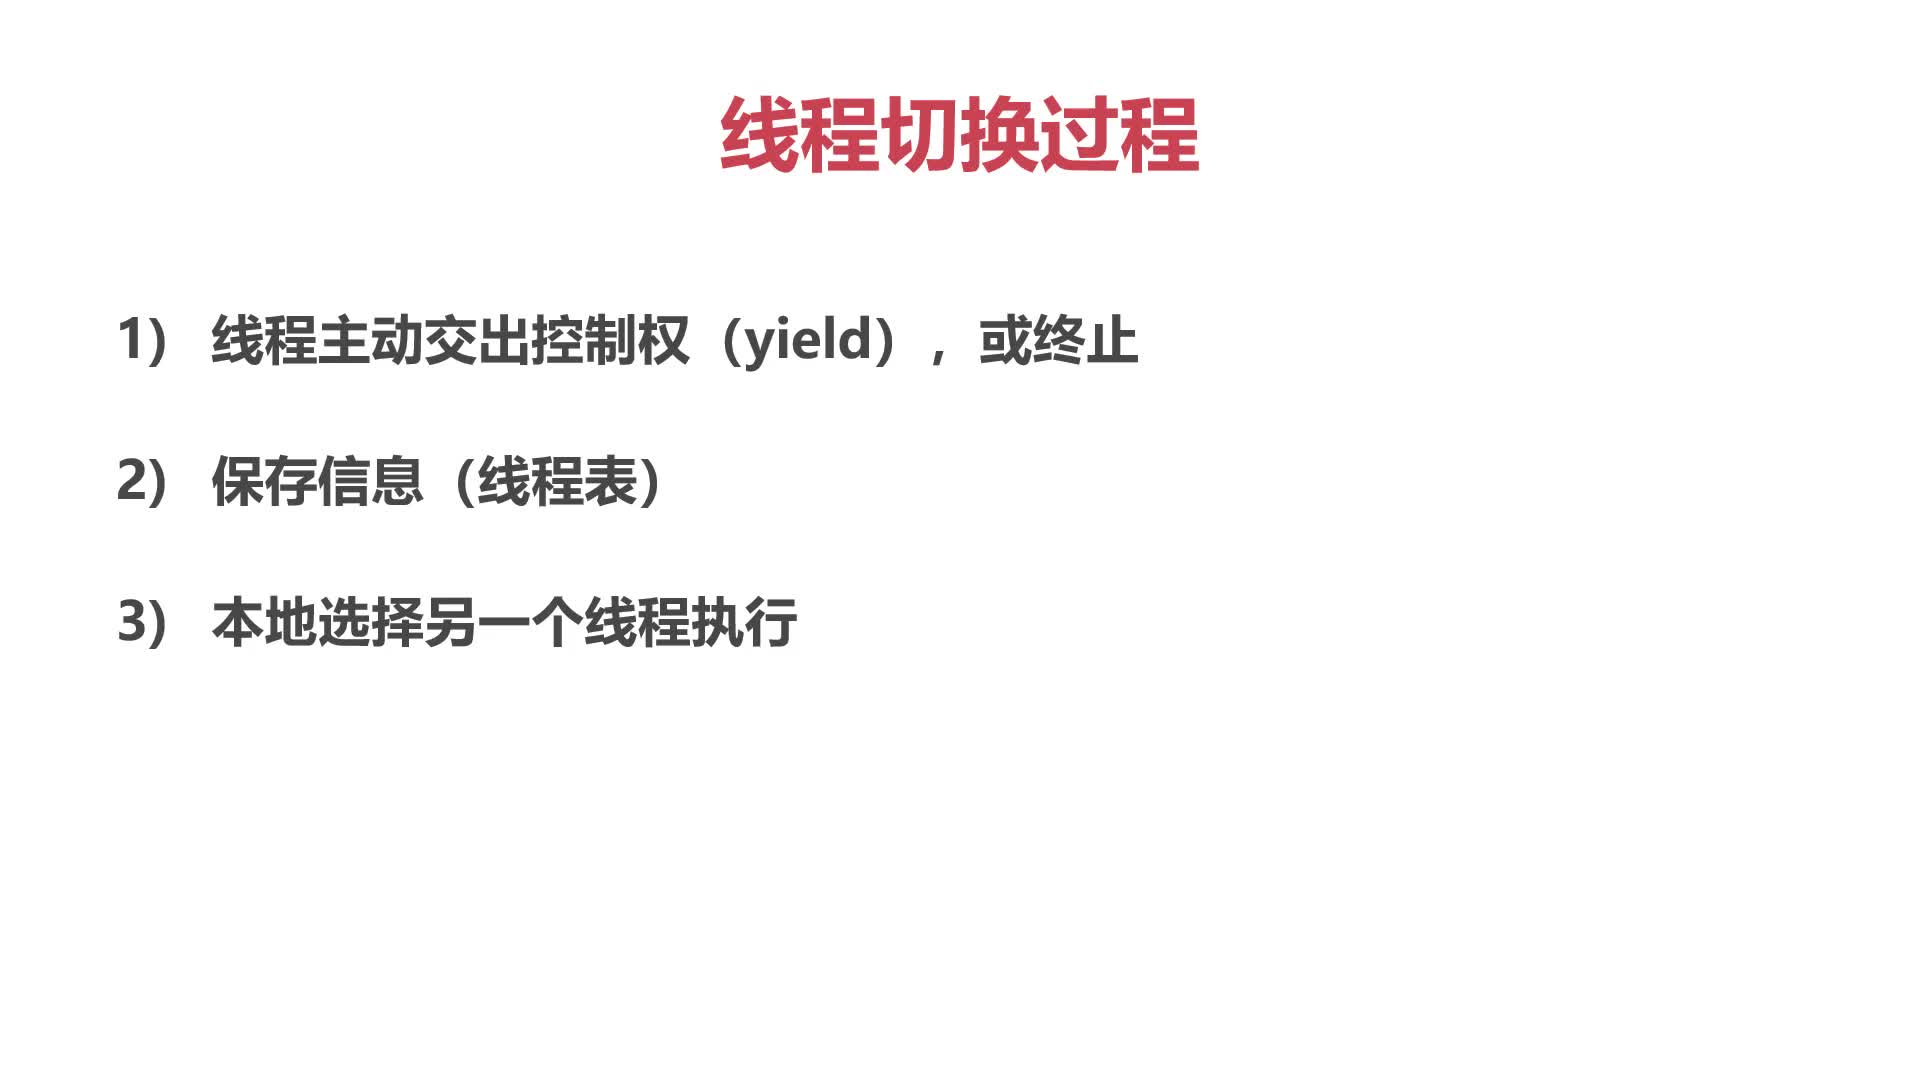 线程切换过程
1) 线程主动交出控制权（yield），或终止
2) 保存信息（线程表）
3) 本地选择另一个线程执行